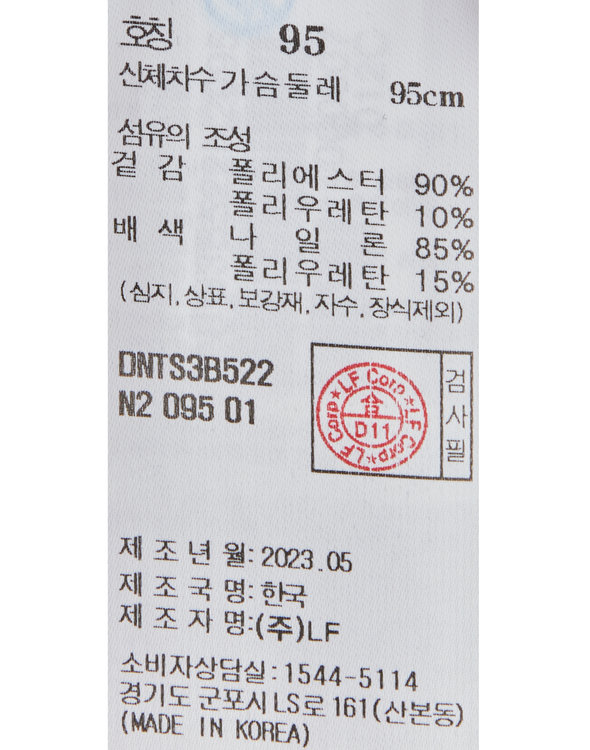 호칭 95
신체치수 가슴둘레 95cm
섬유의 조성
겉 감 폴리에스터 90%
폴리우레탄 10%
배 색 나 일 론 85%
폴리우레탄 15%
(심지, 상표, 보강재, 자수, 장식제외)
DNTS3B522
N2 095 01
LF Corp ★ LF Corp ★ LF Corp ★
합
D11
검사필
제 조 년 월: 2023.05
제 조 국 명: 한국
제 조 자 명:(주)LF
소비자상담실:1544-5114
경기도 군포시 LS로 161(산본동)
(MADE IN KOREA)